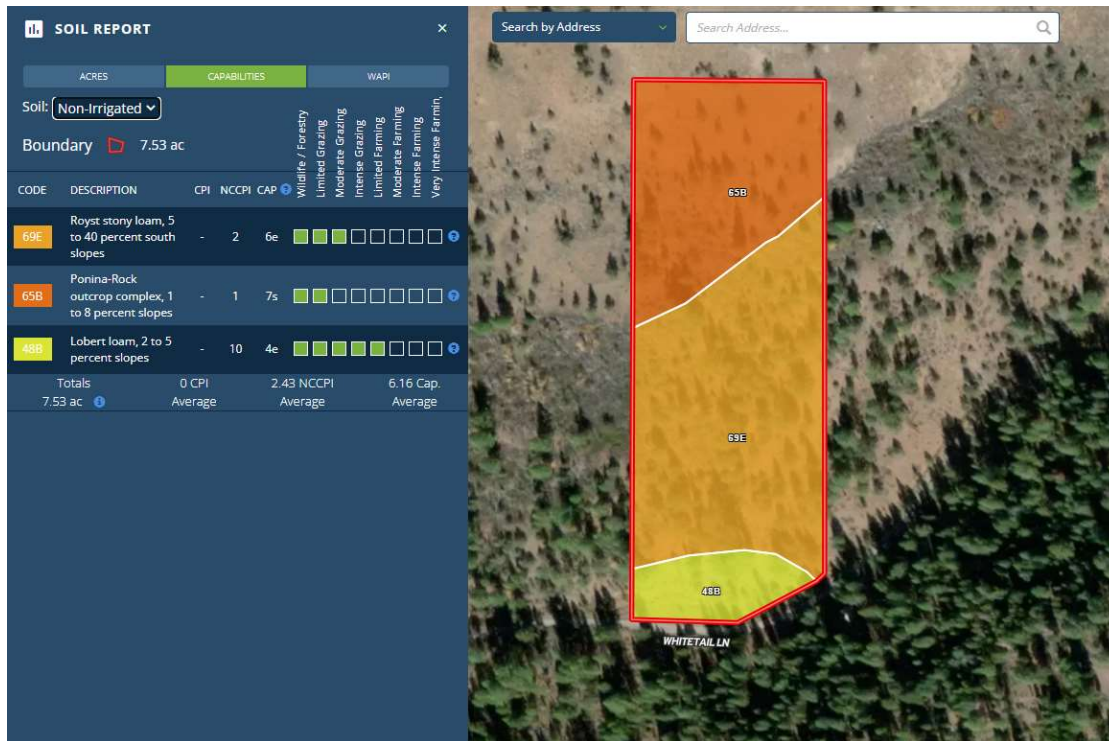 SOIL REPORT
×
Search by Address
Search Address...
ACRES
CAPABILITIES
WAPI
Soil: Non-Irrigated
Boundary 7.53 ac
CODE DESCRIPTION CPI NCCPI CAP
Wildlife / Forestry
Limited Grazing
Moderate Grazing
Intense Grazing
Limited Farming
Moderate Farming
Intense Farming
Very Intense Farmin,
69E
Royst stony loam, 5
to 40 percent south
slopes
- 2 6e
65B
Ponina-Rock
outcrop complex, 1
to 8 percent slopes
- 1 7s
48B
Lobert loam, 2 to 5
percent slopes
- 10 4e
Totals
7.53 ac
0 CPI
Average
2.43 NCCPI
Average
6.16 Cap.
Average
65B
69E
48B
WHITETAIL LN